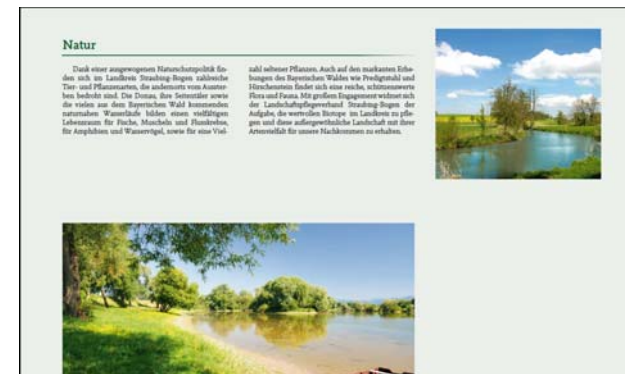 Natur
Dank einer ausgewogenen Naturschutzpolitik fin-
den sich im Landkreis Straubing-Bogen zahlreiche
Tier- und Pflanzenarten, die andernorts vom Ausster-
ben bedroht sind. Die Donau, ihre Seitentäler sowie
die vielen aus dem Bayerischen Wald kommenden
naturnahen Wasserläufe bilden einen vielfältigen
Lebensraum für Fische, Muscheln und Flusskrebse,
für Amphibien und Wasservögel, sowie für eine Viel-
zahl seltener Pflanzen. Auch auf den markanten Erhe-
bungen des Bayerischen Waldes wie Predigtstuhl und
Hirschenstein findet sich eine reiche, schützenswerte
Flora und Fauna. Mit großem Engagement widmet sich
der Landschaftspflegeverband Straubing-Bogen der
Aufgabe, die wertvollen Biotope im Landkreis zu pfle-
gen und diese außergewöhnliche Landschaft mit ihrer
Artenvielfalt für unsere Nachkommen zu erhalten.